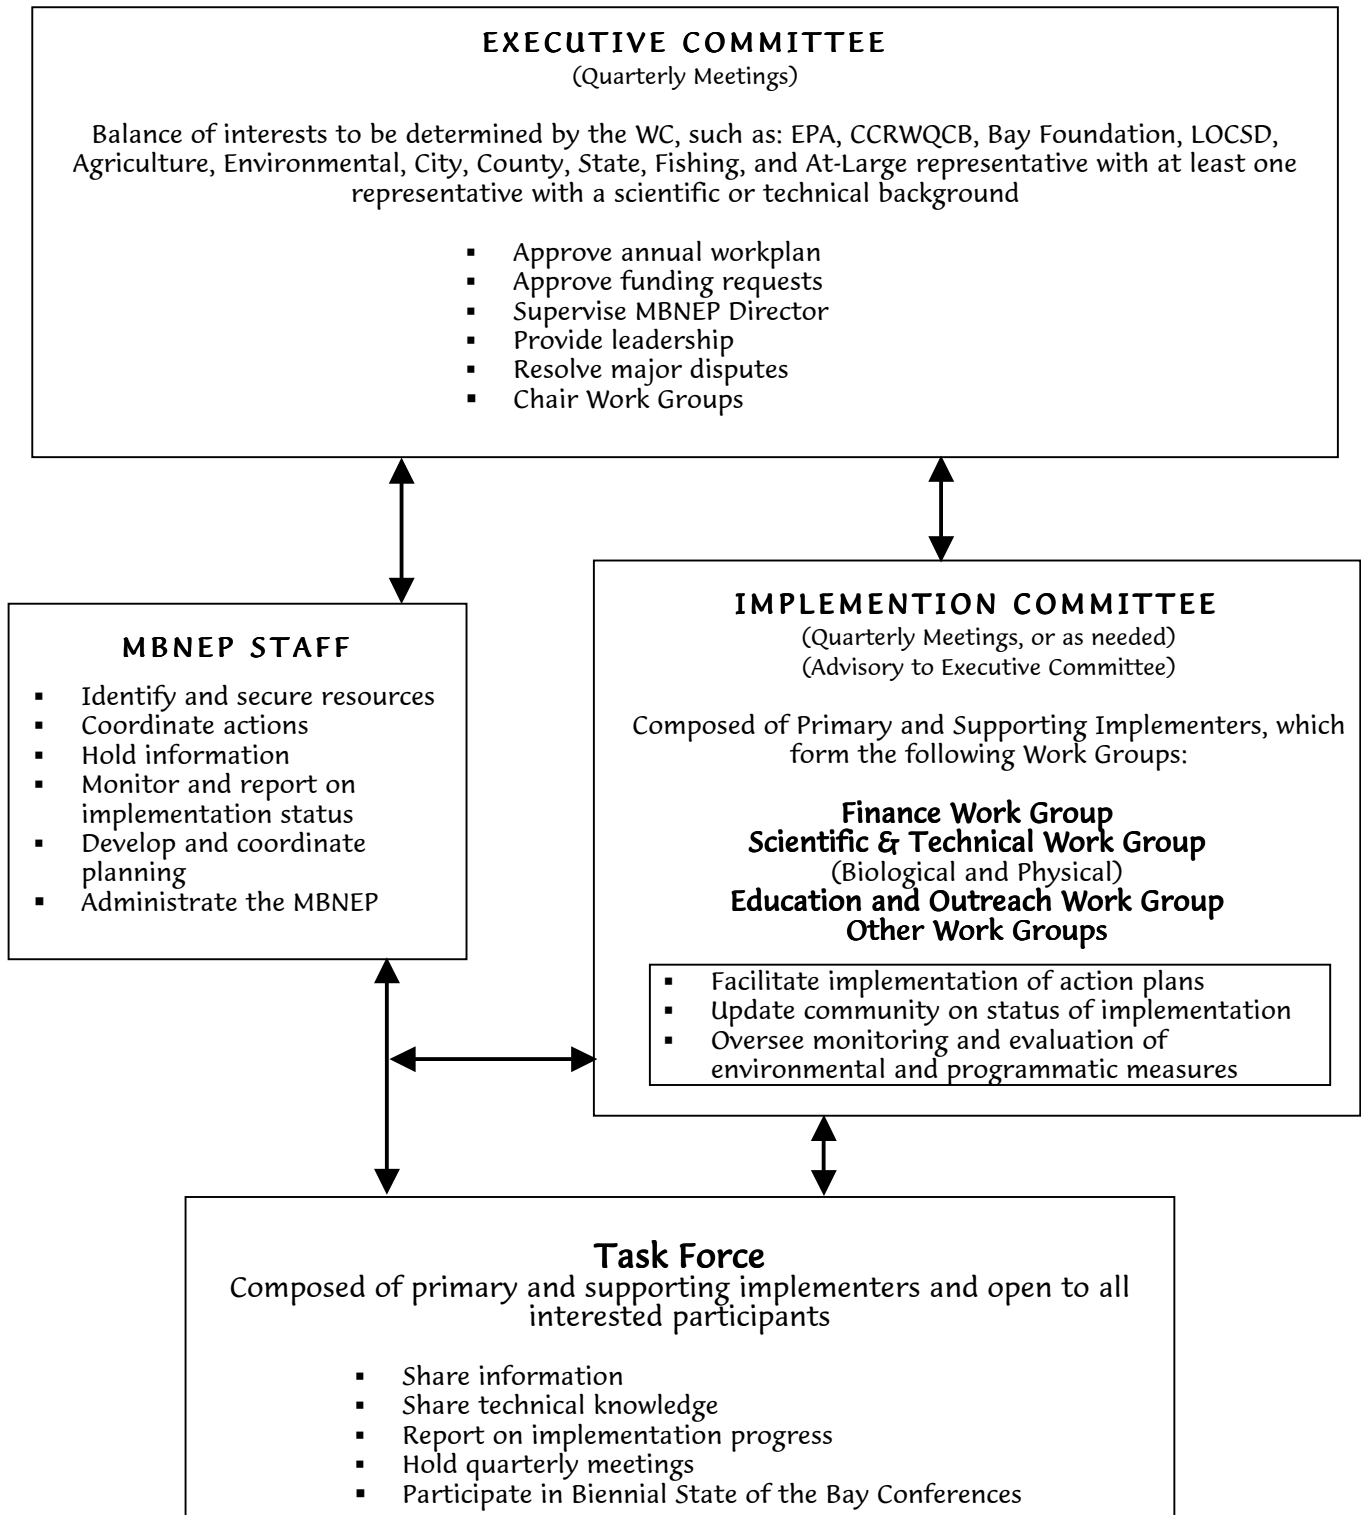 EXECUTIVE COMMITTEE
(Quarterly Meetings)
Balance of interests to be determined by the WC, such as: EPA, CCRWQCB, Bay Foundation, LOCSD,
Agriculture, Environmental, City, County, State, Fishing, and At-Large representative with at least one
representative with a scientific or technical background
▪ Approve annual workplan
▪ Approve funding requests
▪ Supervise MBNEP Director
▪ Provide leadership
▪ Resolve major disputes
▪ Chair Work Groups
MBNEP STAFF
▪ Identify and secure resources
▪ Coordinate actions
▪ Hold information
▪ Monitor and report on
implementation status
▪ Develop and coordinate
planning
▪ Administrate the MBNEP
IMPLEMENTION COMMITTEE
(Quarterly Meetings, or as needed)
(Advisory to Executive Committee)
Composed of Primary and Supporting Implementers, which
form the following Work Groups:
Finance Work Group
Scientific & Technical Work Group
(Biological and Physical)
Education and Outreach Work Group
Other Work Groups
▪ Facilitate implementation of action plans
▪ Update community on status of implementation
▪ Oversee monitoring and evaluation of
environmental and programmatic measures
Task Force
Composed of primary and supporting implementers and open to all
interested participants
▪ Share information
▪ Share technical knowledge
▪ Report on implementation progress
▪ Hold quarterly meetings
▪ Participate in Biennial State of the Bay Conferences